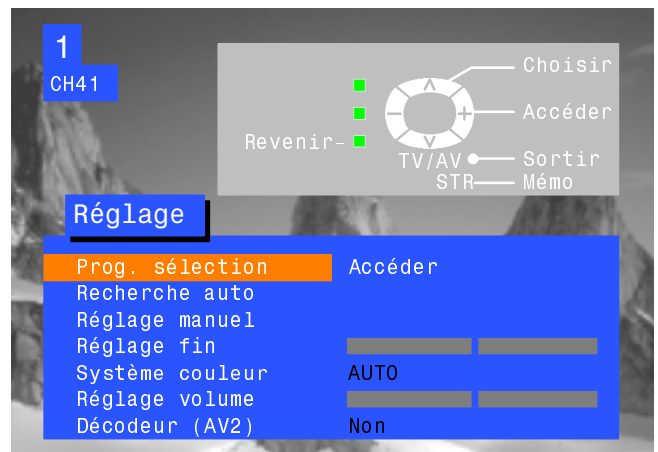 1
CH41
Choisir
Accéder
Revenir-
TV/AV Sortir
STR Mémo
Réglage
Prog. sélection Accéder
Recherche auto
Réglage manuel
Réglage fin
Système couleur AUTO
Réglage volume
Décodeur (AV2) Non